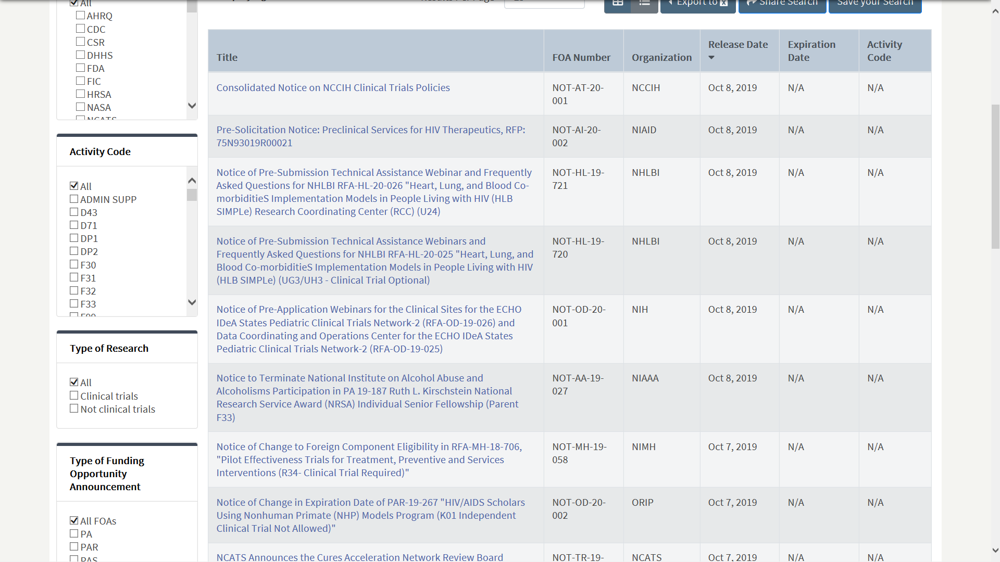 All
AHRQ
CDC
CSR
DHHS
FDA
FIC
HRSA
NASA
NCATS
Activity Code
All
ADMIN SUPP
D43
D71
DP1
DP2
F30
F31
F32
F33
Type of Research
All
Clinical trials
Not clinical trials
Type of Funding
Opportunity
Announcement
All FOAs
PA
PAR
PAS
Export to
Share Search
Save your Search
Title
FOA Number
Organization
Release Date
Expiration
Date
Activity
Code
Consolidated Notice on NCCIH Clinical Trials Policies
NOT-AT-20-
001
NCCIH
Oct 8, 2019
N/A
N/A
Pre-Solicitation Notice: Preclinical Services for HIV Therapeutics, RFP:
75N93019R00021
NOT-AI-20-
002
NIAID
Oct 8, 2019
N/A
N/A
Notice of Pre-Submission Technical Assistance Webinar and Frequently
Asked Questions for NHLBI RFA-HL-20-026 "Heart, Lung, and Blood Co-
morbiditieS Implementation Models in People Living with HIV (HLB
SIMPLe) Research Coordinating Center (RCC) (U24)
NOT-HL-19-
721
NHLBI
Oct 8, 2019
N/A
N/A
Notice of Pre-Submission Technical Assistance Webinars and
Frequently Asked Questions for NHLBI RFA-HL-20-025 "Heart, Lung, and
Blood Co-morbiditieS Implementation Models in People Living with HIV
(HLB SIMPLe) (UG3/UH3 - Clinical Trial Optional)
NOT-HL-19-
720
NHLBI
Oct 8, 2019
N/A
N/A
Notice of Pre-Application Webinars for the Clinical Sites for the ECHO
IDeA States Pediatric Clinical Trials Network-2 (RFA-OD-19-026) and
Data Coordinating and Operations Center for the ECHO IDeA States
Pediatric Clinical Trials Network-2 (RFA-OD-19-025)
NOT-OD-20-
001
NIH
Oct 8, 2019
N/A
N/A
Notice to Terminate National Institute on Alcohol Abuse and
Alcoholisms Participation in PA 19-187 Ruth L. Kirschstein National
Research Service Award (NRSA) Individual Senior Fellowship (Parent
F33)
NOT-AA-19-
027
NIAAA
Oct 8, 2019
N/A
N/A
Notice of Change to Foreign Component Eligibility in RFA-MH-18-706,
"Pilot Effectiveness Trials for Treatment, Preventive and Services
Interventions (R34- Clinical Trial Required)"
NOT-MH-19-
058
NIMH
Oct 7, 2019
N/A
N/A
Notice of Change in Expiration Date of PAR-19-267 "HIV/AIDS Scholars
Using Nonhuman Primate (NHP) Models Program (K01 Independent
Clinical Trial Not Allowed)"
NOT-OD-20-
002
ORIP
Oct 7, 2019
N/A
N/A
NCATS Announces the Cures Acceleration Network Review Board
NOT-TR-19-
NCATS
Oct 7, 2019
N/A
N/A